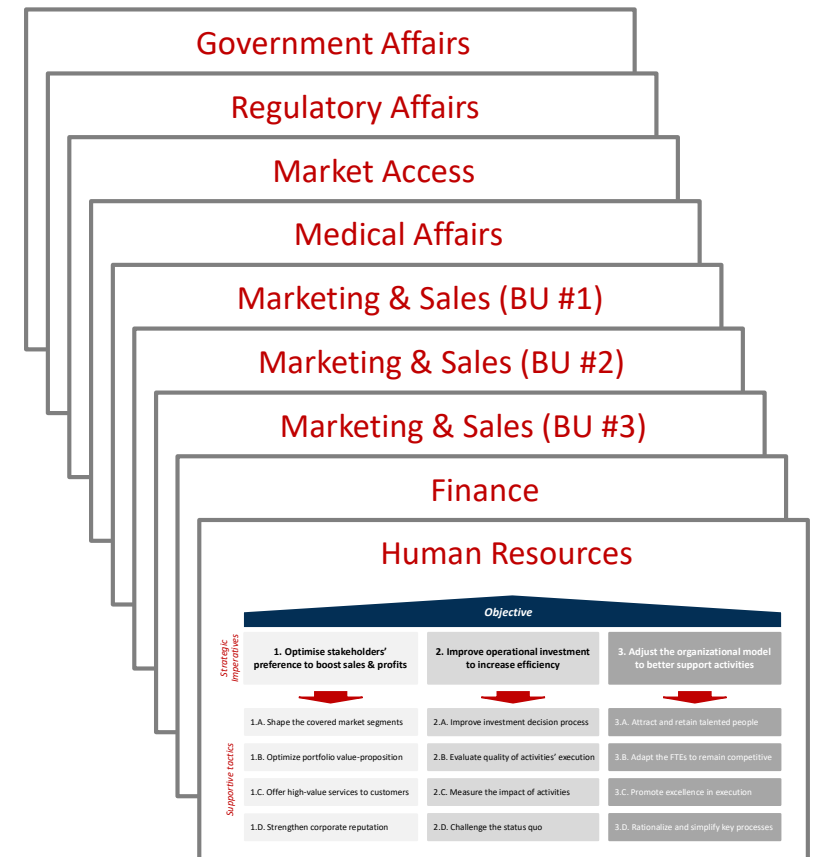 Government Affairs
Regulatory Affairs
Market Access
Medical Affairs
Marketing & Sales (BU #1)
Marketing & Sales (BU #2)
Marketing & Sales (BU #3)
Finance
Human Resources
Objective
Strategic
Imperatives
1. Optimise stakeholders’
preference to boost sales & profits
2. Improve operational investment
to increase efficiency
3. Adjust the organizational model
to better support activities
Supportive tactics
1.A. Shape the covered market segments
2.A. Improve investment decision process
3.A. Attract and retain talented people
1.B. Optimize portfolio value-proposition
2.B. Evaluate quality of activities’ execution
3.B. Adapt the FTEs to remain competitive
1.C. Offer high-value services to customers
2.C. Measure the impact of activities
3.C. Promote excellence in execution
1.D. Strengthen corporate reputation
2.D. Challenge the status quo
3.D. Rationalize and simplify key processes